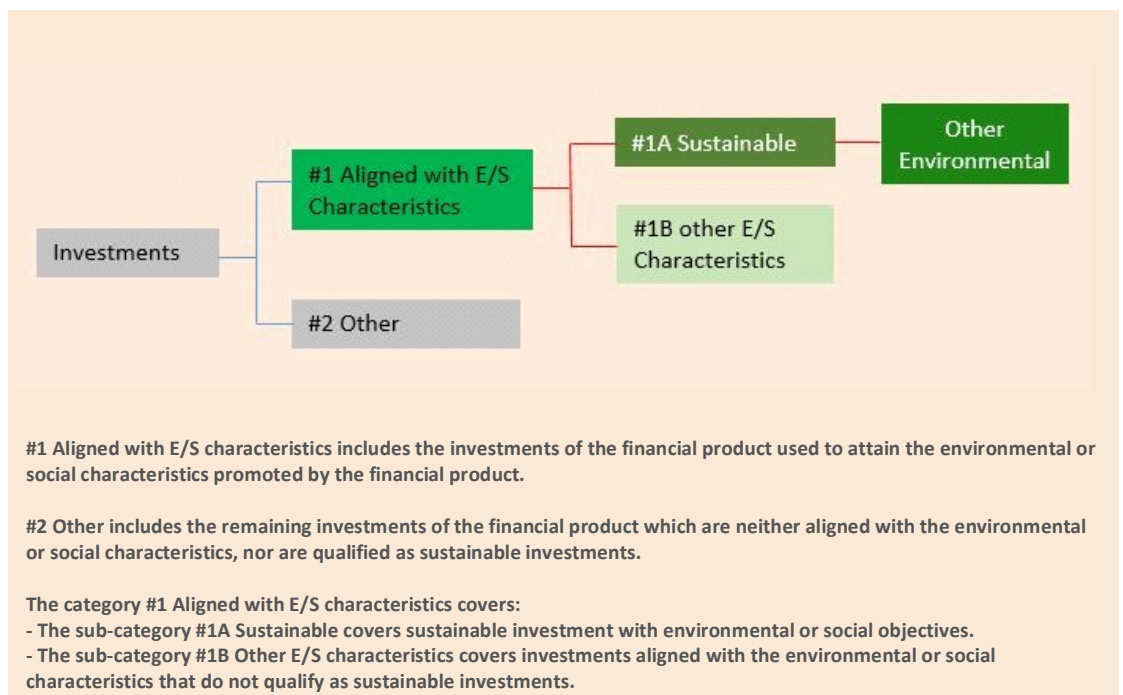 Other
Environmental
#1A Sustainable
#1 Aligned with E/S
Characteristics
#1B other E/S
Characteristics
Investments
#2 Other
#1 Aligned with E/S characteristics includes the investments of the financial product used to attain the environmental or
social characteristics promoted by the financial product.
#2 Other includes the remaining investments of the financial product which are neither aligned with the environmental
or social characteristics, nor are qualified as sustainable investments.
The category #1 Aligned with E/S characteristics covers:
- The sub-category #1A Sustainable covers sustainable investment with environmental or social objectives.
- The sub-category #1B Other E/S characteristics covers investments aligned with the environmental or social
characteristics that do not qualify as sustainable investments.